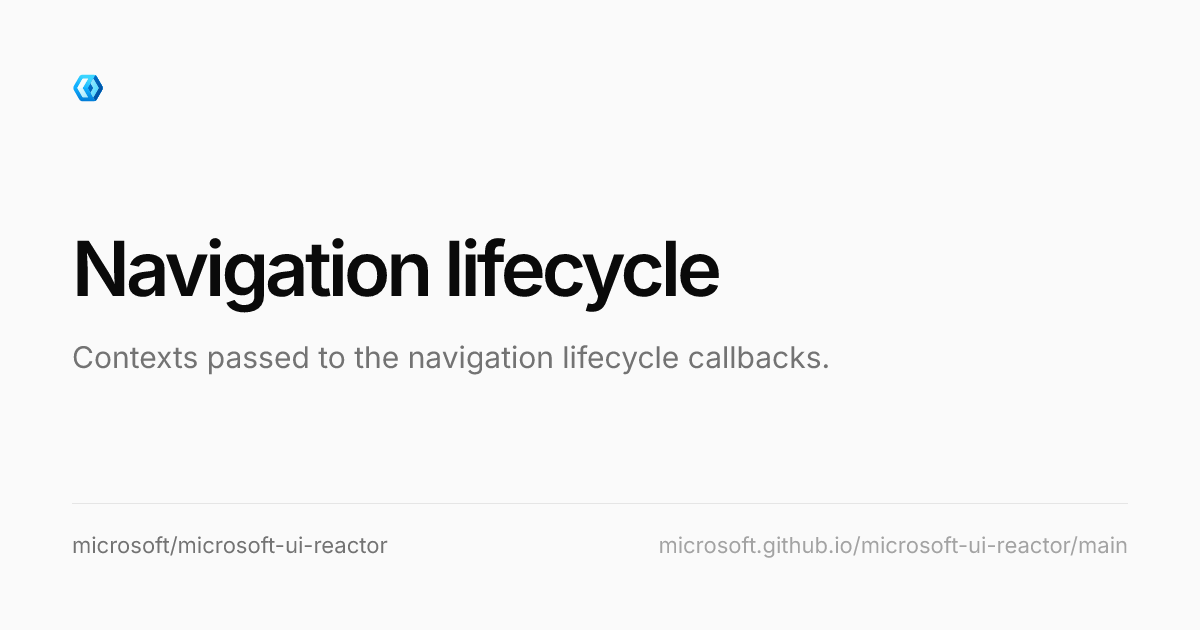 Navigation lifecycle
Contexts passed to the navigation lifecycle callbacks.
microsoft/microsoft-ui-reactor
microsoft.github.io/microsoft-ui-reactor/main